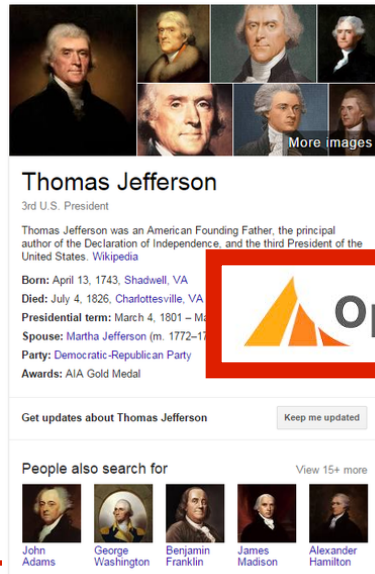 More images
Thomas Jefferson
3rd U.S. President
Thomas Jefferson was an American Founding Father, the principal
author of the Declaration of Independence, and the third President of the
United States. Wikipedia
Born: April 13, 1743, Shadwell, VA
Died: July 4, 1826, Charlottesville, VA
Presidential term: March 4, 1801 – Ma
Spouse: Martha Jefferson (m. 1772–17
Party: Democratic-Republican Party
Awards: AIA Gold Medal
Op
Get updates about Thomas Jefferson Keep me updated
People also search for View 15+ more
John George Benjamin James Alexander
Adams Washington Franklin Madison Hamilton